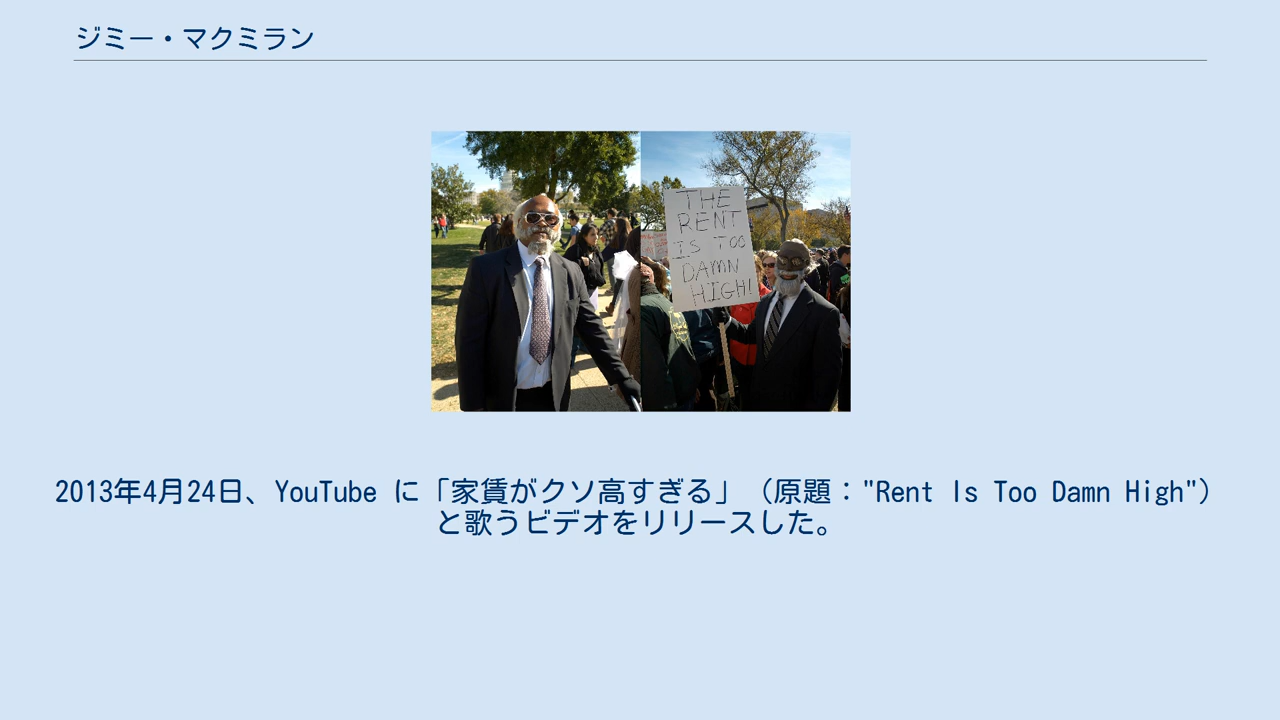 ジミー・マクミラン
THE
RENT
IS TOO
DAMN
HIGH!
2013年4月24日、YouTube に「家賃がクソ高すぎる」（原題："Rent Is Too Damn High"）
と歌うビデオをリリースした。